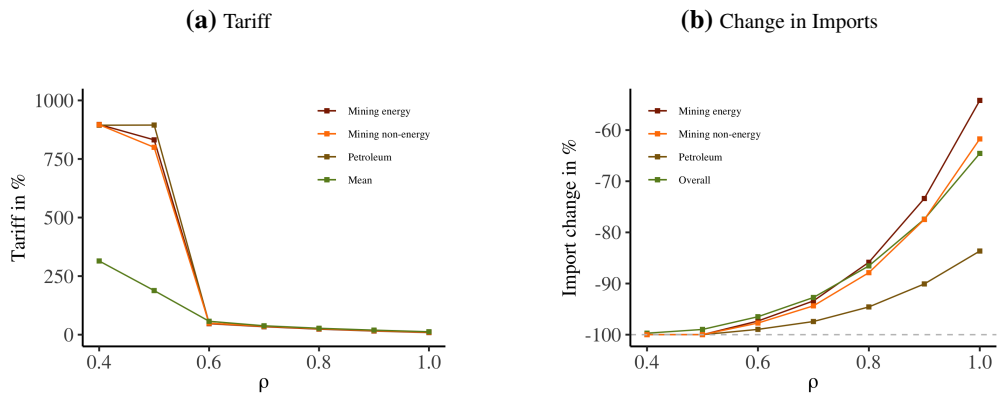 (a) Tariff
Tariff in %
1000
750
500
250
0
0.4 0.6 0.8 1.0
ρ
Mining energy
Mining non-energy
Petroleum
Mean
(b) Change in Imports
Import change in %
-60
-70
-80
-90
-100
0.4 0.6 0.8 1.0
ρ
Mining energy
Mining non-energy
Petroleum
Overall